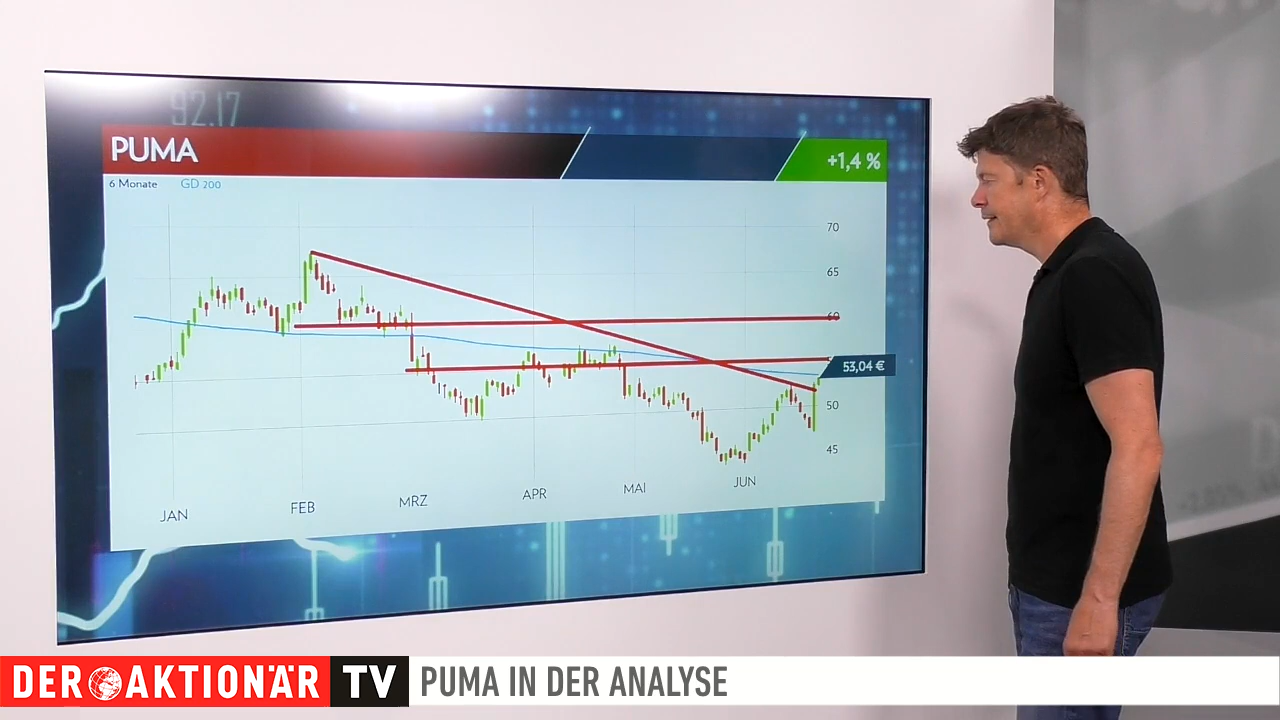 92.17
PUMA
+1,4 %
6 Monate GD 200
70
65
60
53,04 €
50
45
JAN FEB MRZ APR MAI JUN
DER AKTIONÄR TV PUMA IN DER ANALYSE